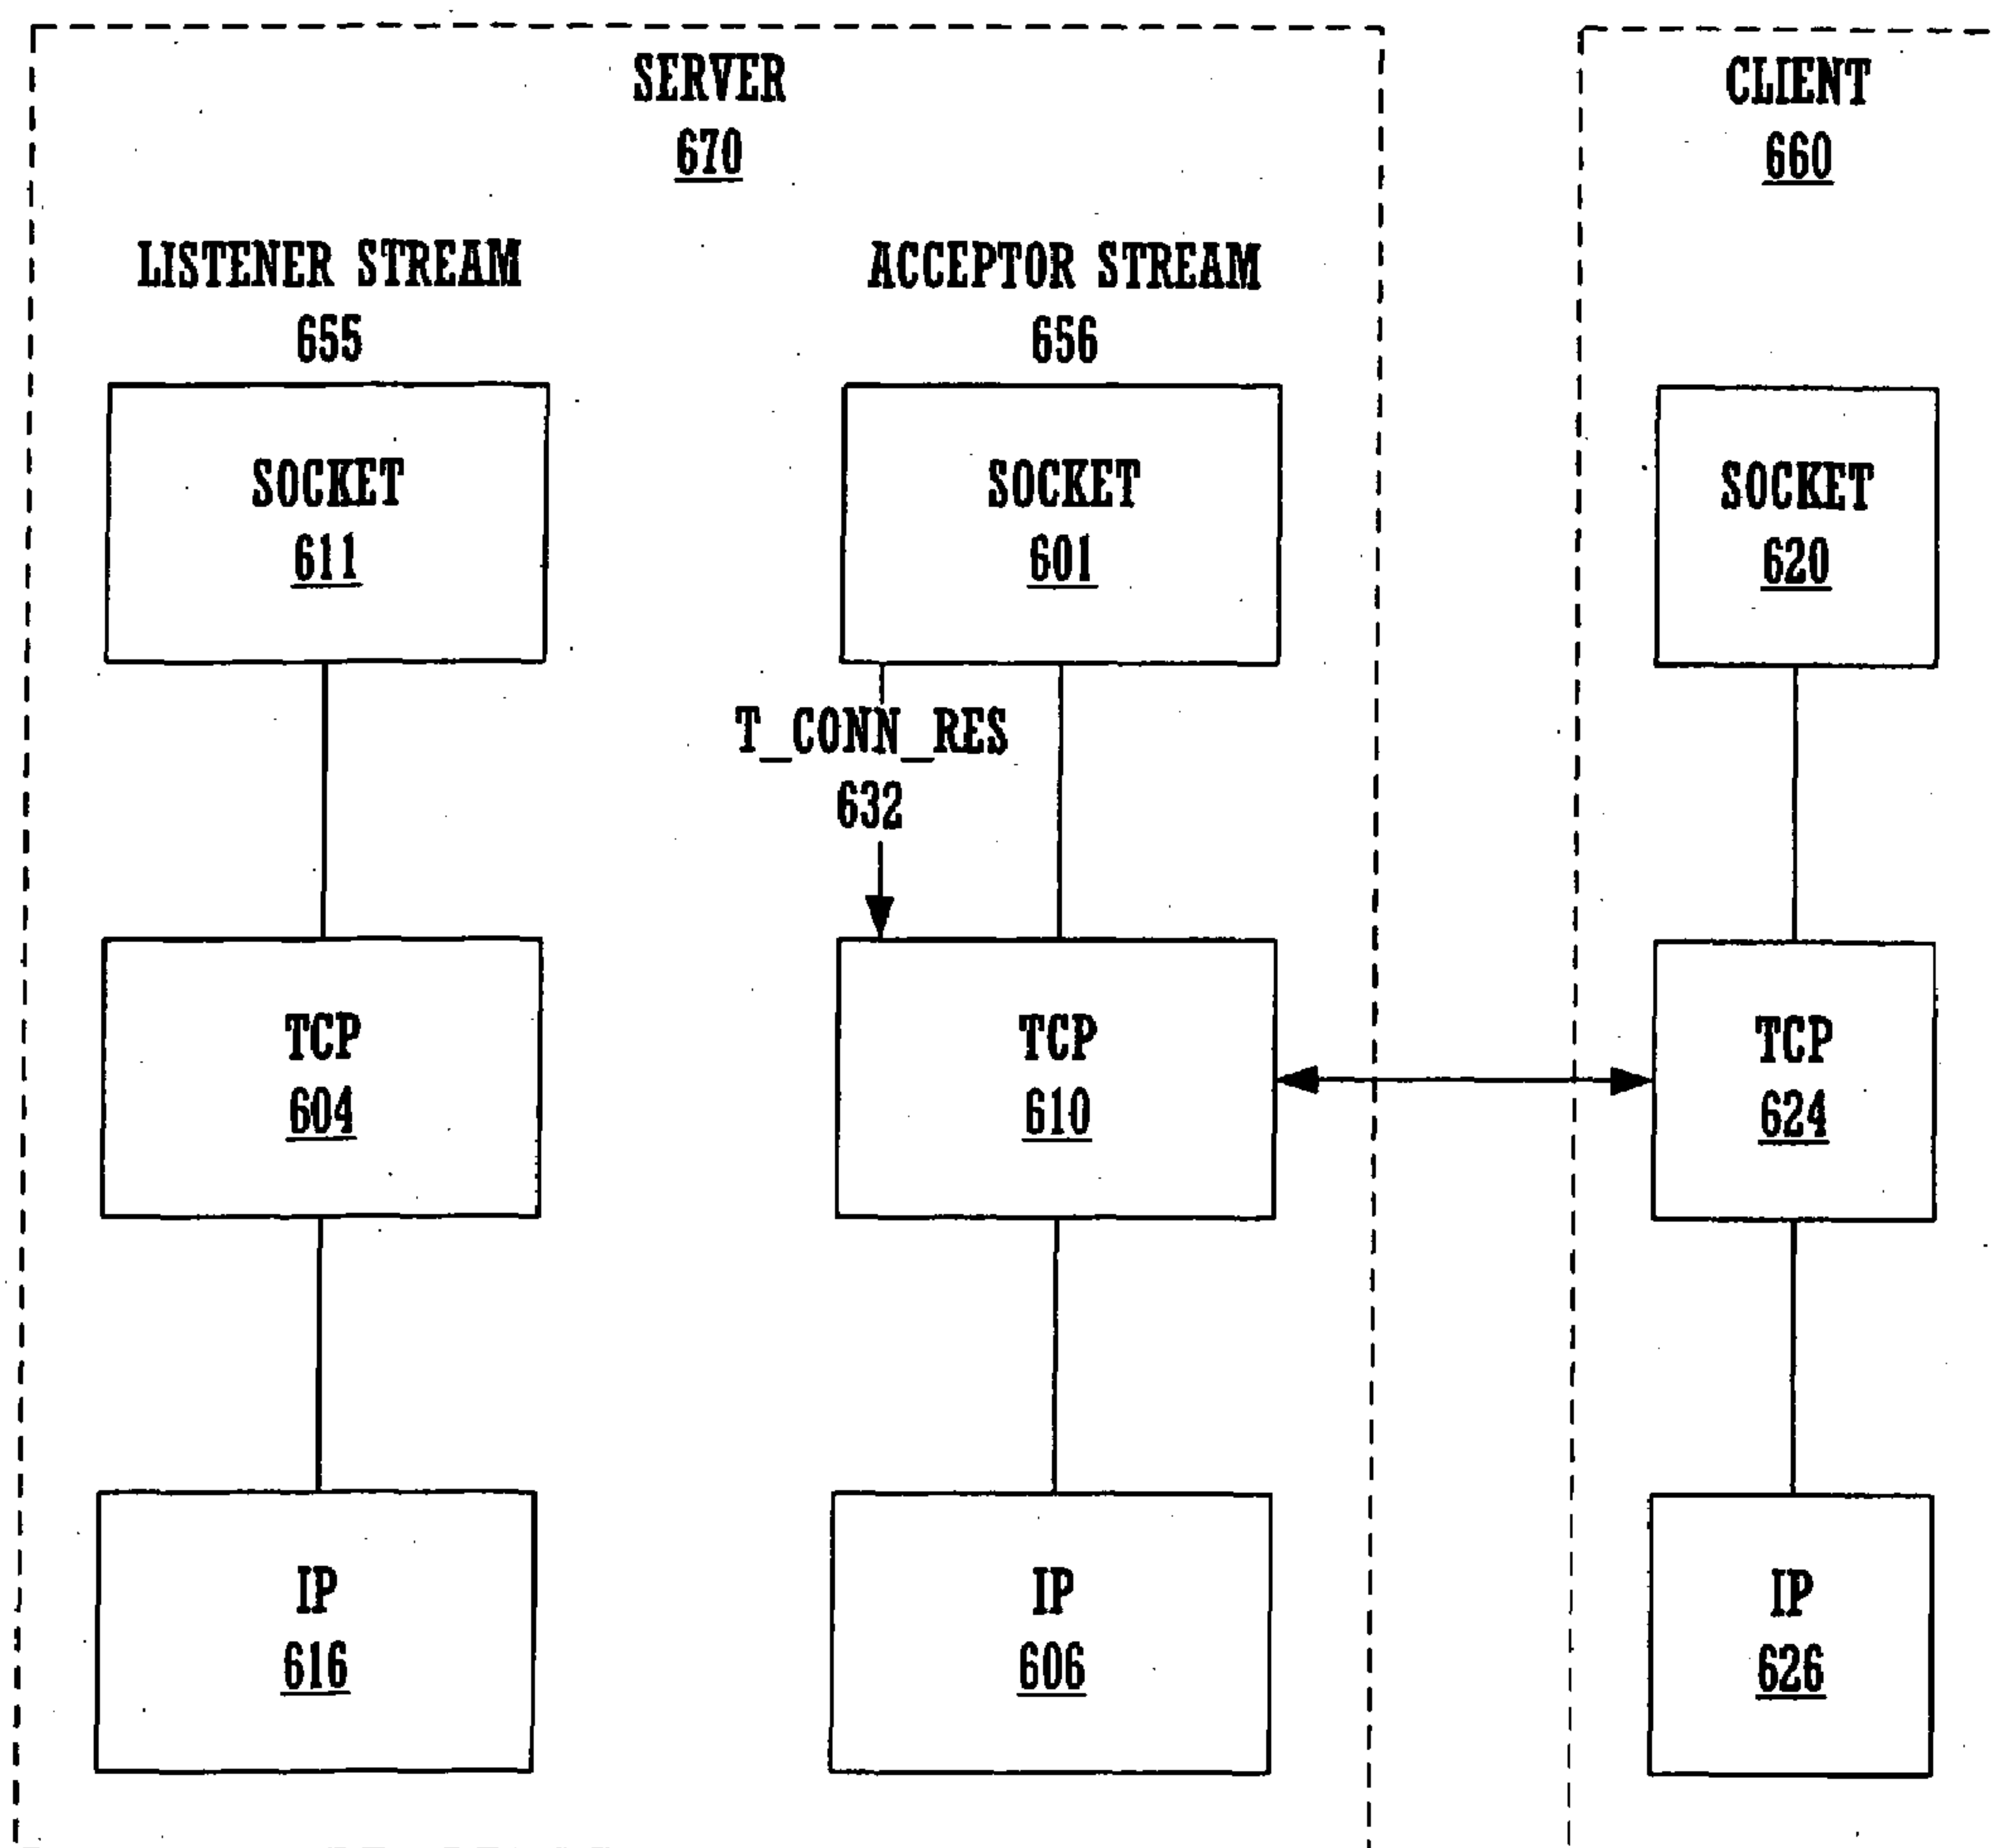 SERVER
670
CLIENT
660
LISTENER STREAM
655
ACCEPTOR STREAM
656
SOCKET
611
SOCKET
601
SOCKET
620
T_CONN_RES
632
TCP
604
TCP
610
TCP
624
IP
616
IP
606
IP
626